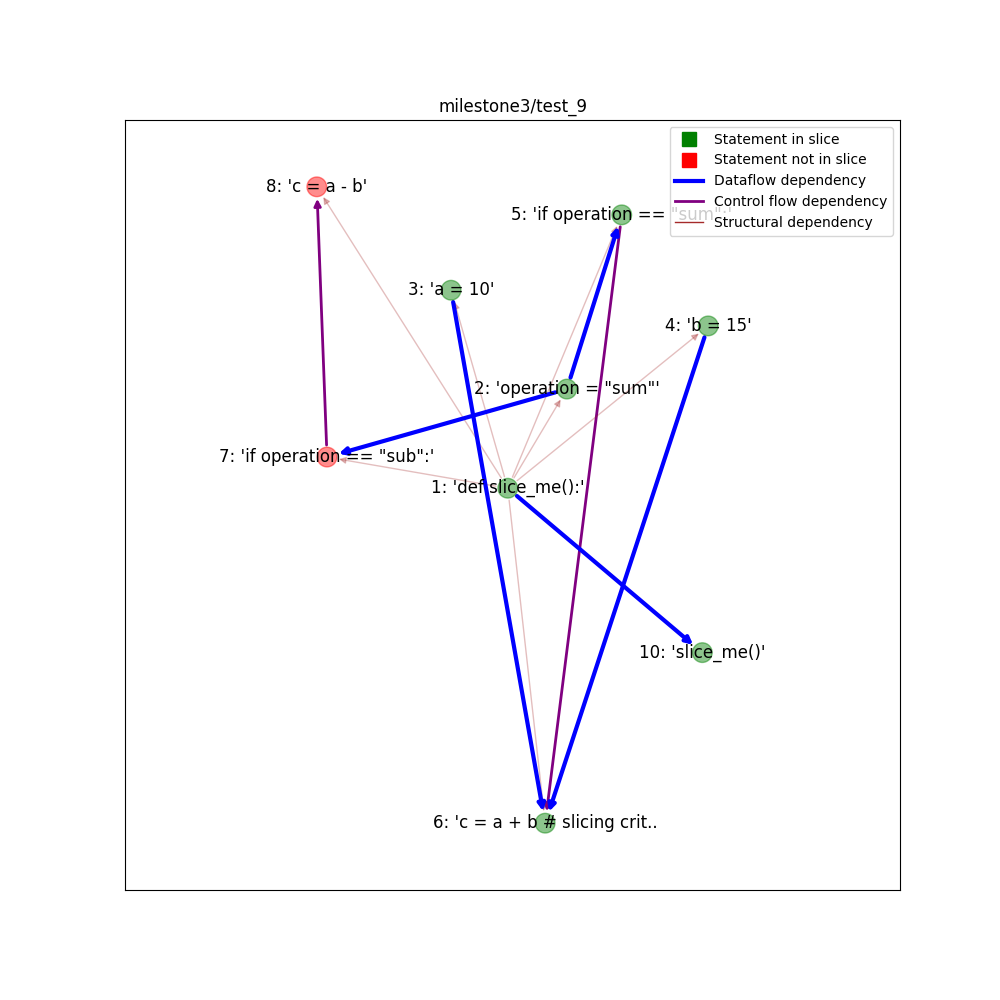 milestone3/test_9
Statement in slice
Statement not in slice
Dataflow dependency
Control flow dependency
Structural dependency
8: 'c = a - b'
5: 'if operation == "sum":'
3: 'a = 10'
4: 'b = 15'
2: 'operation = "sum"'
7: 'if operation == "sub":'
1: 'def slice_me():'
10: 'slice_me()'
6: 'c = a + b # slicing crit..